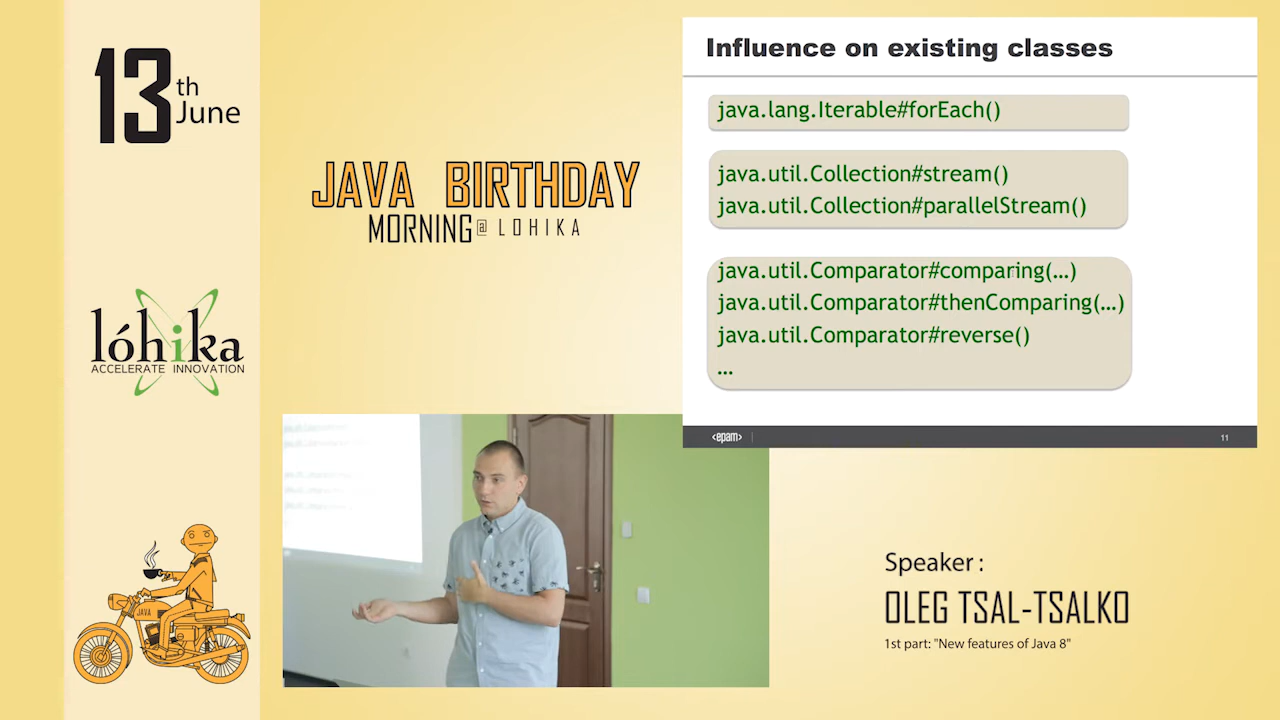 13th June
lóhika
ACCELERATE INNOVATION
JAVA
JAVA BIRTHDAY
MORNING @ LOHIKA
Influence on existing classes
java.lang.Iterable#forEach()
java.util.Collection#stream()
java.util.Collection#parallelStream()
java.util.Comparator#comparing(…)
java.util.Comparator#thenComparing(…)
java.util.Comparator#reverse()
…
<epam>
11
Speaker :
OLEG TSAL-TSALKO
1st part: "New features of Java 8"